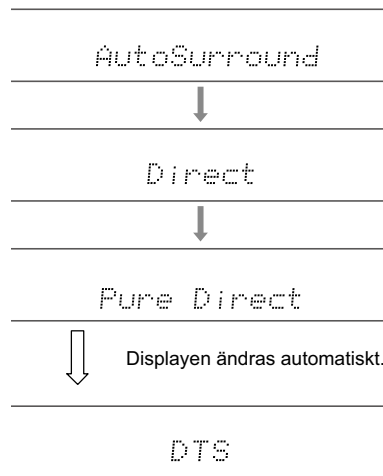 AutoSurround
Direct
Pure Direct
Displayen ändras automatiskt.
DTS